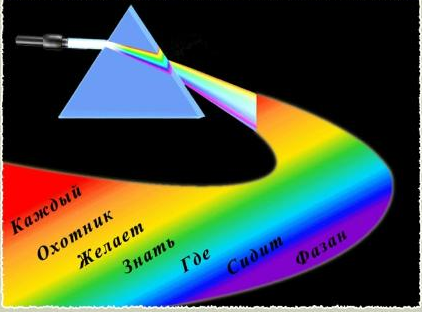 Каждый
Охотник
Желает
Знать
Где
Сидит
Фазан